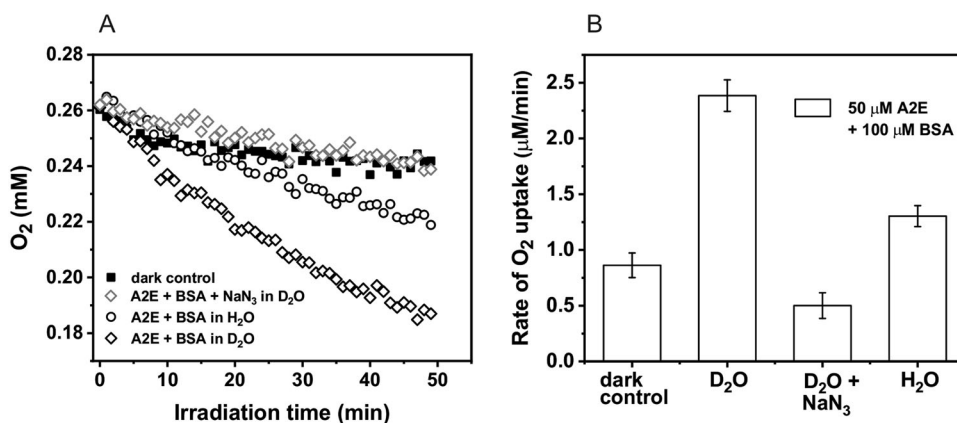 A
0.28
0.26
0.24
0.22
0.20
0.18
O₂ (mM)
dark control
A2E + BSA + NaN₃ in D₂O
A2E + BSA in H₂O
A2E + BSA in D₂O
0 10 20 30 40 50
Irradiation time (min)
B
2.5
2.0
1.5
1.0
0.5
0.0
Rate of O₂ uptake (μM/min)
50 μM A2E
+ 100 μM BSA
dark control
D₂O
D₂O + NaN₃
H₂O